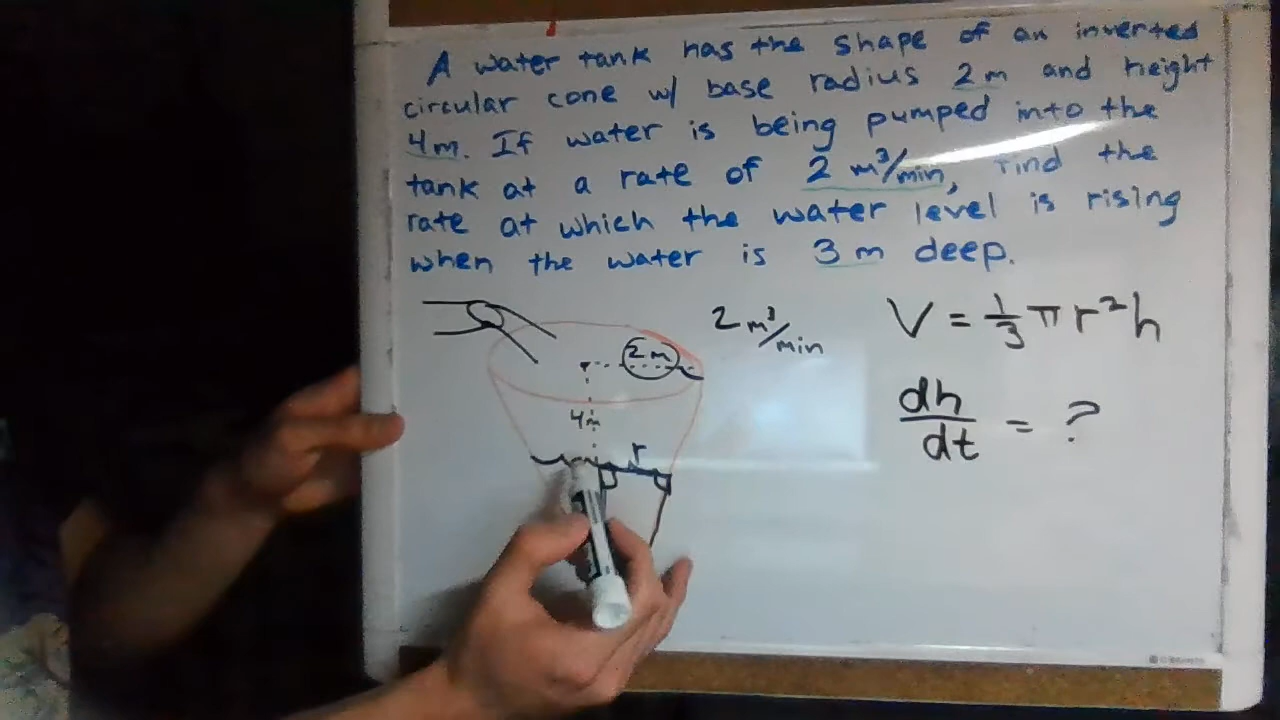 A water tank has the shape of an inverted
circular cone w/ base radius 2 m and height
4 m. If water is being pumped into the
tank at a rate of 2 m³/min, find the
rate at which the water level is rising
when the water is 3 m deep.
2 m³/min
V = 1/3 π r² h
2m
4m
r
dh/dt = ?